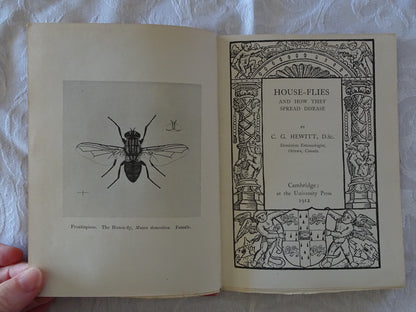 Frontispiece. The House-fly, Musca domestica. Female.
HOUSE-FLIES
AND HOW THEY
SPREAD DISEASE
BY
C. G. HEWITT, D.Sc.
Dominion Entomologist,
Ottawa, Canada
Cambridge:
at the University Press
1912